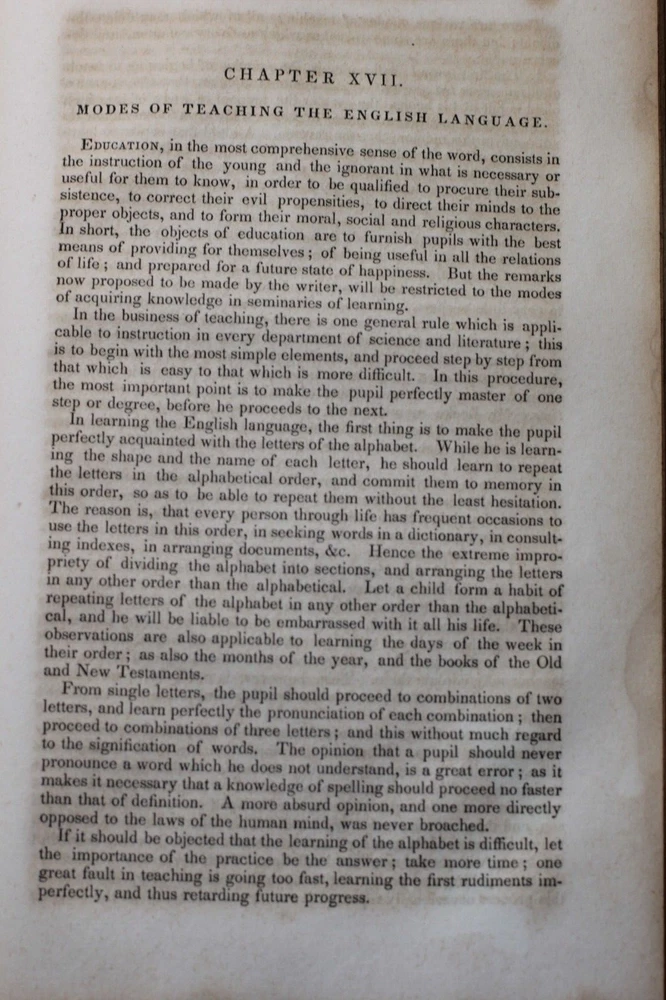 CHAPTER XVII.
MODES OF TEACHING THE ENGLISH LANGUAGE.
EDUCATION, in the most comprehensive sense of the word, consists in
the instruction of the young and the ignorant in what is necessary or
useful for them to know, in order to be qualified to procure their sub-
sistence, to correct their evil propensities, to direct their minds to the
proper objects, and to form their moral, social and religious characters.
In short, the objects of education are to furnish pupils with the best
means of providing for themselves; of being useful in all the relations
of life; and prepared for a future state of happiness. But the remarks
now proposed to be made by the writer, will be restricted to the modes
of acquiring knowledge in seminaries of learning.
In the business of teaching, there is one general rule which is appli-
cable to instruction in every department of science and literature; this
is to begin with the most simple elements, and proceed step by step from
that which is easy to that which is more difficult. In this procedure,
the most important point is to make the pupil perfectly master of one
step or degree, before he proceeds to the next.
In learning the English language, the first thing is to make the pupil
perfectly acquainted with the letters of the alphabet. While he is learn-
ing the shape and the name of each letter, he should learn to repeat
the letters in the alphabetical order, and commit them to memory in
this order, so as to be able to repeat them without the least hesitation.
The reason is, that every person through life has frequent occasions to
use the letters in this order, in seeking words in a dictionary, in consult-
ing indexes, in arranging documents, &c. Hence the extreme impro-
priety of dividing the alphabet into sections, and arranging the letters
in any other order than the alphabetical. Let a child form a habit of
repeating letters of the alphabet in any other order than the alphabeti-
cal, and he will be liable to be embarrassed with it all his life. These
observations are also applicable to learning the days of the week in
their order; as also the months of the year, and the books of the Old
and New Testaments.
From single letters, the pupil should proceed to combinations of two
letters, and learn perfectly the pronunciation of each combination; then
proceed to combinations of three letters; and this without much regard
to the signification of words. The opinion that a pupil should never
pronounce a word which he does not understand, is a great error; as it
makes it necessary that a knowledge of spelling should proceed no faster
than that of definition. A more absurd opinion, and one more directly
opposed to the laws of the human mind, was never broached.
If it should be objected that the learning of the alphabet is difficult, let
the importance of the practice be the answer; take more time; one
great fault in teaching is going too fast, learning the first rudiments im-
perfectly, and thus retarding future progress.